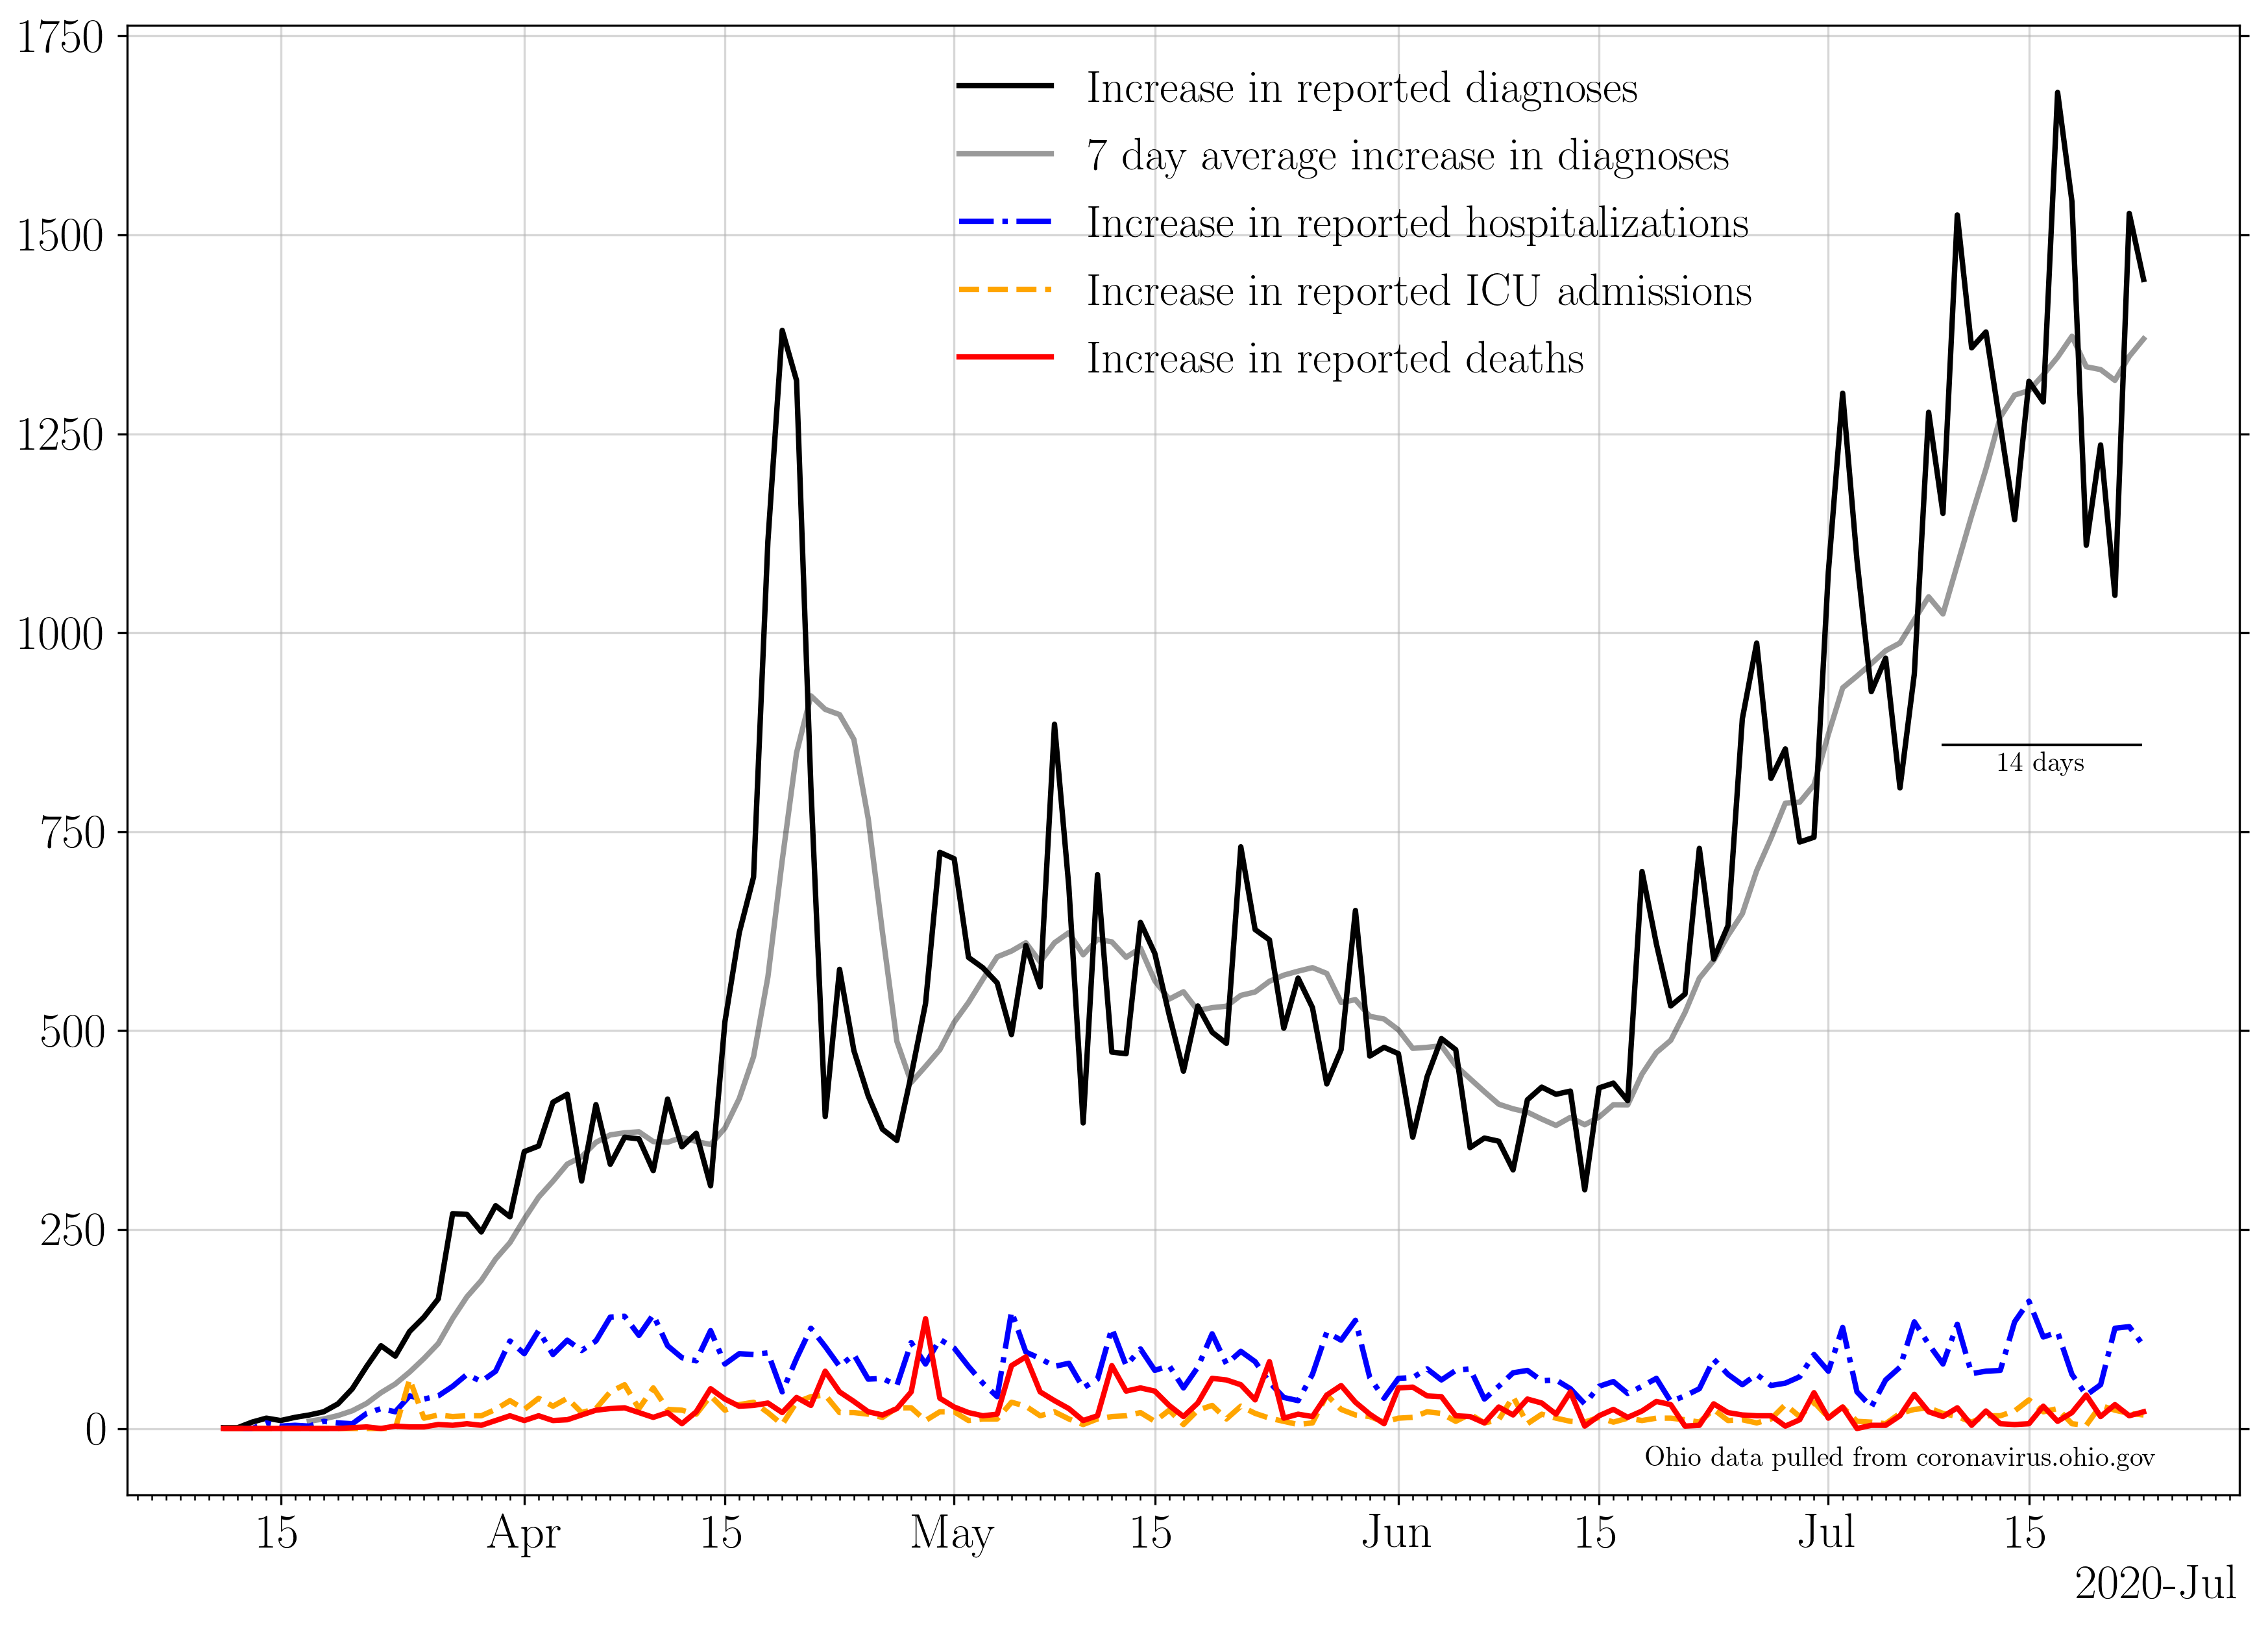 1750
1500
1250
1000
750
500
250
0
Increase in reported diagnoses
7 day average increase in diagnoses
Increase in reported hospitalizations
Increase in reported ICU admissions
Increase in reported deaths
14 days
Ohio data pulled from coronavirus.ohio.gov
15 Apr 15 May 15 Jun 15 Jul 15
2020-Jul